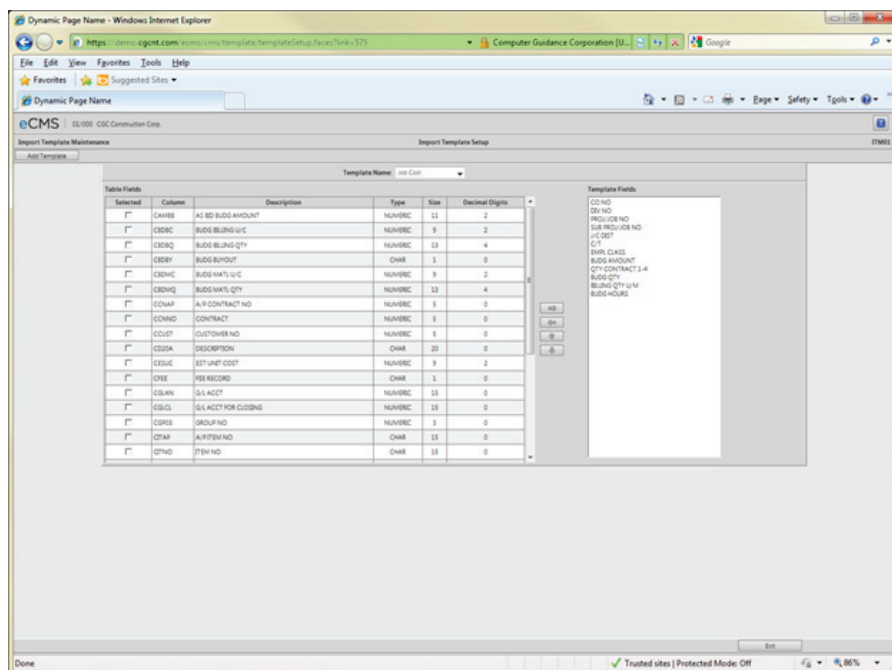 Dynamic Page Name - Windows Internet Explorer
https://demo.cgcnt.com/ecms/cms/template/templateSetup.faces?link=575
Computer Guidance Corporation [U...
Google
File Edit View Favorites Tools Help
Favorites Suggested Sites
Dynamic Page Name
Page Safety Tools
eCMS 01/000 CGC Construction Corp.
Import Template Maintenance Import Template Setup ITM01
Add Template
Template Name: Job Cost
Table Fields
Selected Column Description Type Size Decimal Digits
CAMBB AS BID BUDG AMOUNT NUMERIC 11 2
CBDBC BUDG BILLING U/C NUMERIC 9 2
CBDBQ BUDG BILLING QTY NUMERIC 13 4
CBDBY BUDG BUYOUT CHAR 1 0
CBDMC BUDG MATL U/C NUMERIC 9 2
CBDMQ BUDG MATL QTY NUMERIC 13 4
CCNAP A/P CONTRACT NO NUMERIC 5 0
CCNNO CONTRACT NUMERIC 5 0
CCUST CUSTOMER NO NUMERIC 5 0
CD20A DESCRIPTION CHAR 20 0
CESUC EST UNIT COST NUMERIC 9 2
CFEE FEE RECORD CHAR 1 0
CGLAN G/L ACCT NUMERIC 15 0
CGLCL G/L ACCT FOR CLOSING NUMERIC 15 0
GROUP NO NUMERIC 3 0
CITAP A/P ITEM NO CHAR 15 0
CITNO ITEM NO CHAR 15 0
Template Fields
CO NO
DIV NO
PROJ/JOB NO
SUB PROJ/JOB NO
J/C DIST
C/T
EMPL CLASS
BUDG AMOUNT
QTY CONTRACT 1-4
BUDG QTY
BILLING QTY U/M
BUDG HOURS
Exit
Done
Trusted sites | Protected Mode: Off
86%